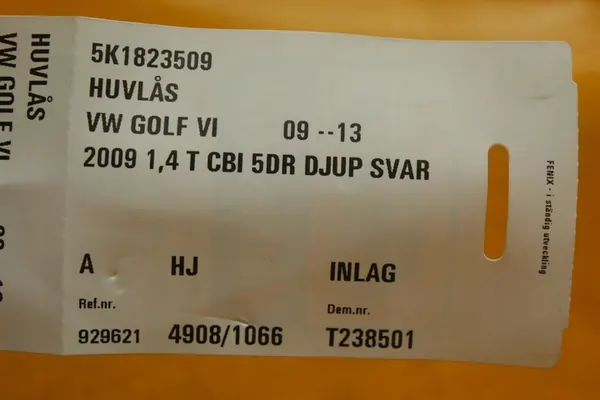 5K1823509
HUVLÅS
VW GOLF VI 09 --13
2009 1,4 T CBI 5DR DJUP SVAR
A HJ INLAG
Ref.nr. Dem.nr.
929621 4908/1066 T238501
FENIX - i ständig utveckling
HUVLÅS
VW GOLF VI